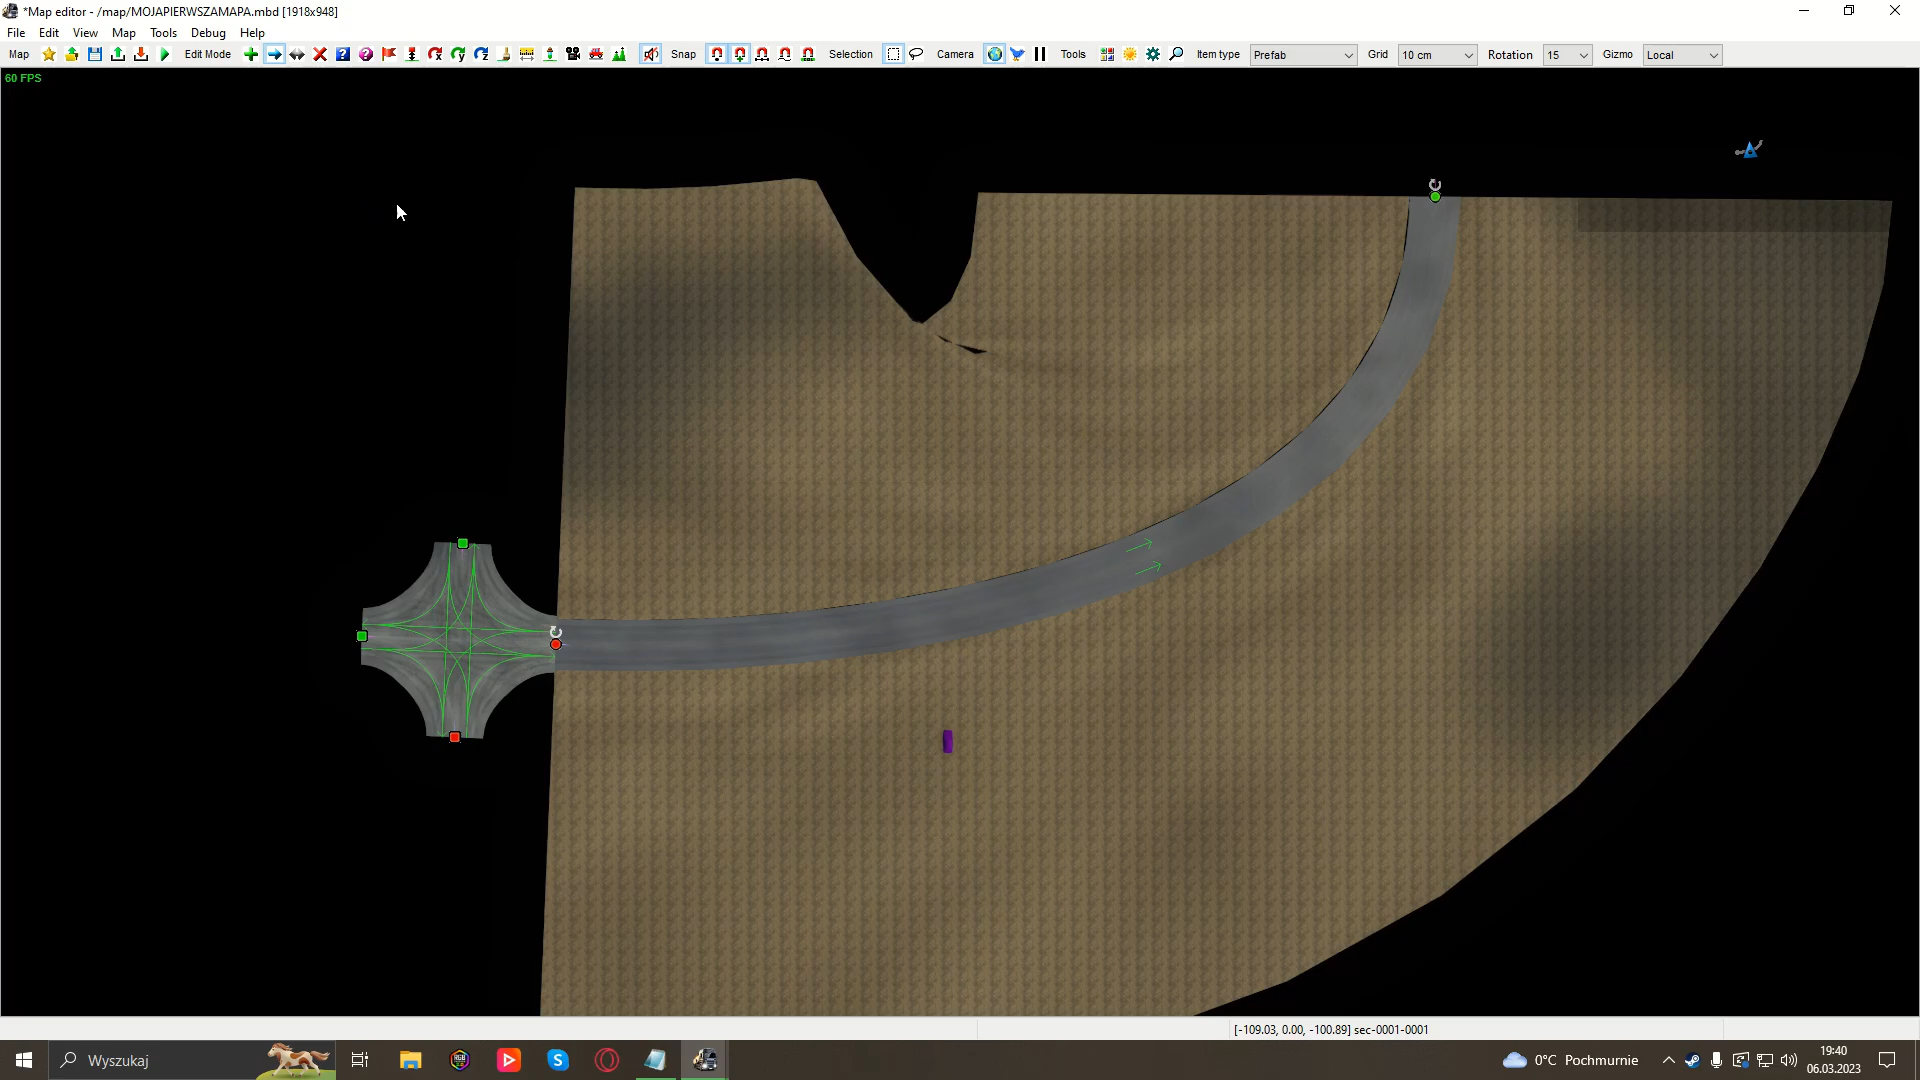 *Map editor - /map/MOJAPIERWSZAMAPA.mbd [1918x948]
File Edit View Map Tools Debug Help
Map Edit Mode Snap Selection Camera Tools Item type Prefab Grid 10 cm Rotation 15 Gizmo Local
60 FPS
[-109.03, 0.00, -100.89] sec-0001-0001
Wyszukaj 0°C Pochmurnie 19:40
06.03.2023